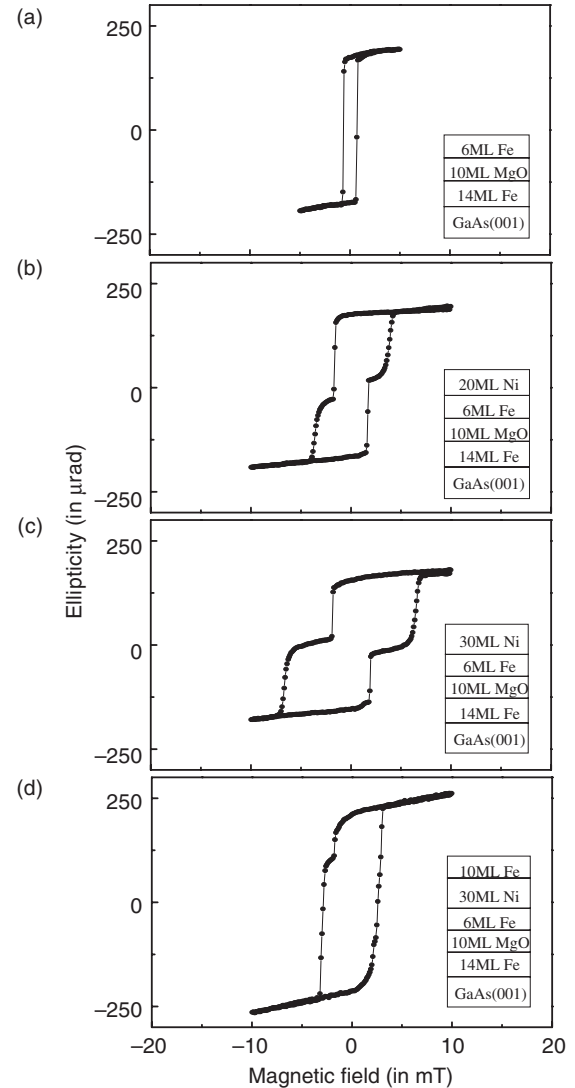 (a)
250
0
−250
6ML Fe
10ML MgO
14ML Fe
GaAs(001)
(b)
250
0
−250
20ML Ni
6ML Fe
10ML MgO
14ML Fe
GaAs(001)
Ellipticity (in μrad)
(c)
250
0
−250
30ML Ni
6ML Fe
10ML MgO
14ML Fe
GaAs(001)
(d)
250
0
−250
10ML Fe
30ML Ni
6ML Fe
10ML MgO
14ML Fe
GaAs(001)
−20 −10 0 10 20
Magnetic field (in mT)